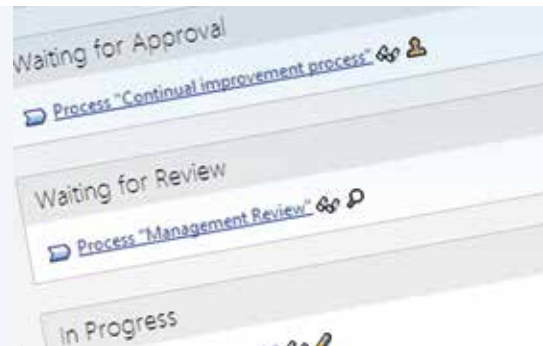 Waiting for Approval
Process "Continual improvement process"
Waiting for Review
Process "Management Review"
In Progress